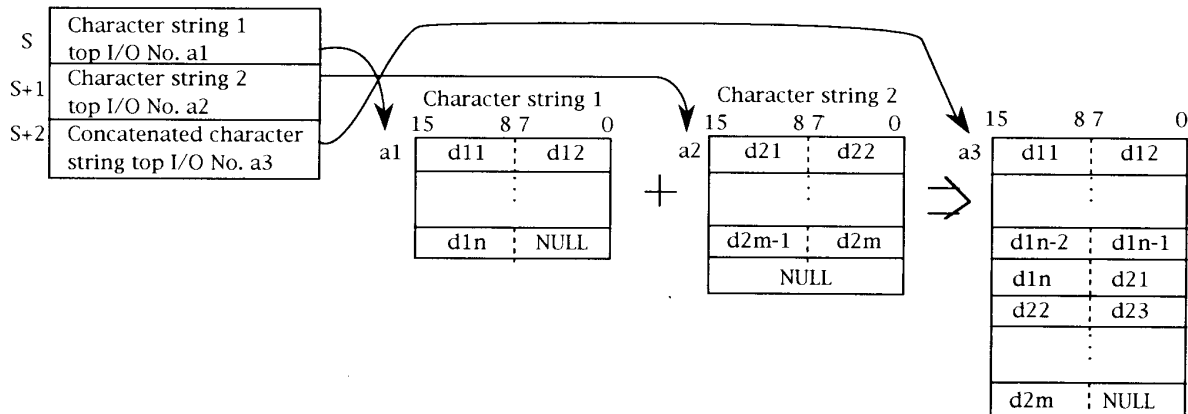 S
Character string 1
top I/O No. a1
S+1
Character string 2
top I/O No. a2
S+2
Concatenated character
string top I/O No. a3
Character string 1
15 8 7 0
a1 d11 d12
d1n NULL
+
Character string 2
15 8 7 0
a2 d21 d22
d2m-1 d2m
NULL
15 8 7 0
a3 d11 d12
d1n-2 d1n-1
d1n d21
d22 d23
d2m NULL